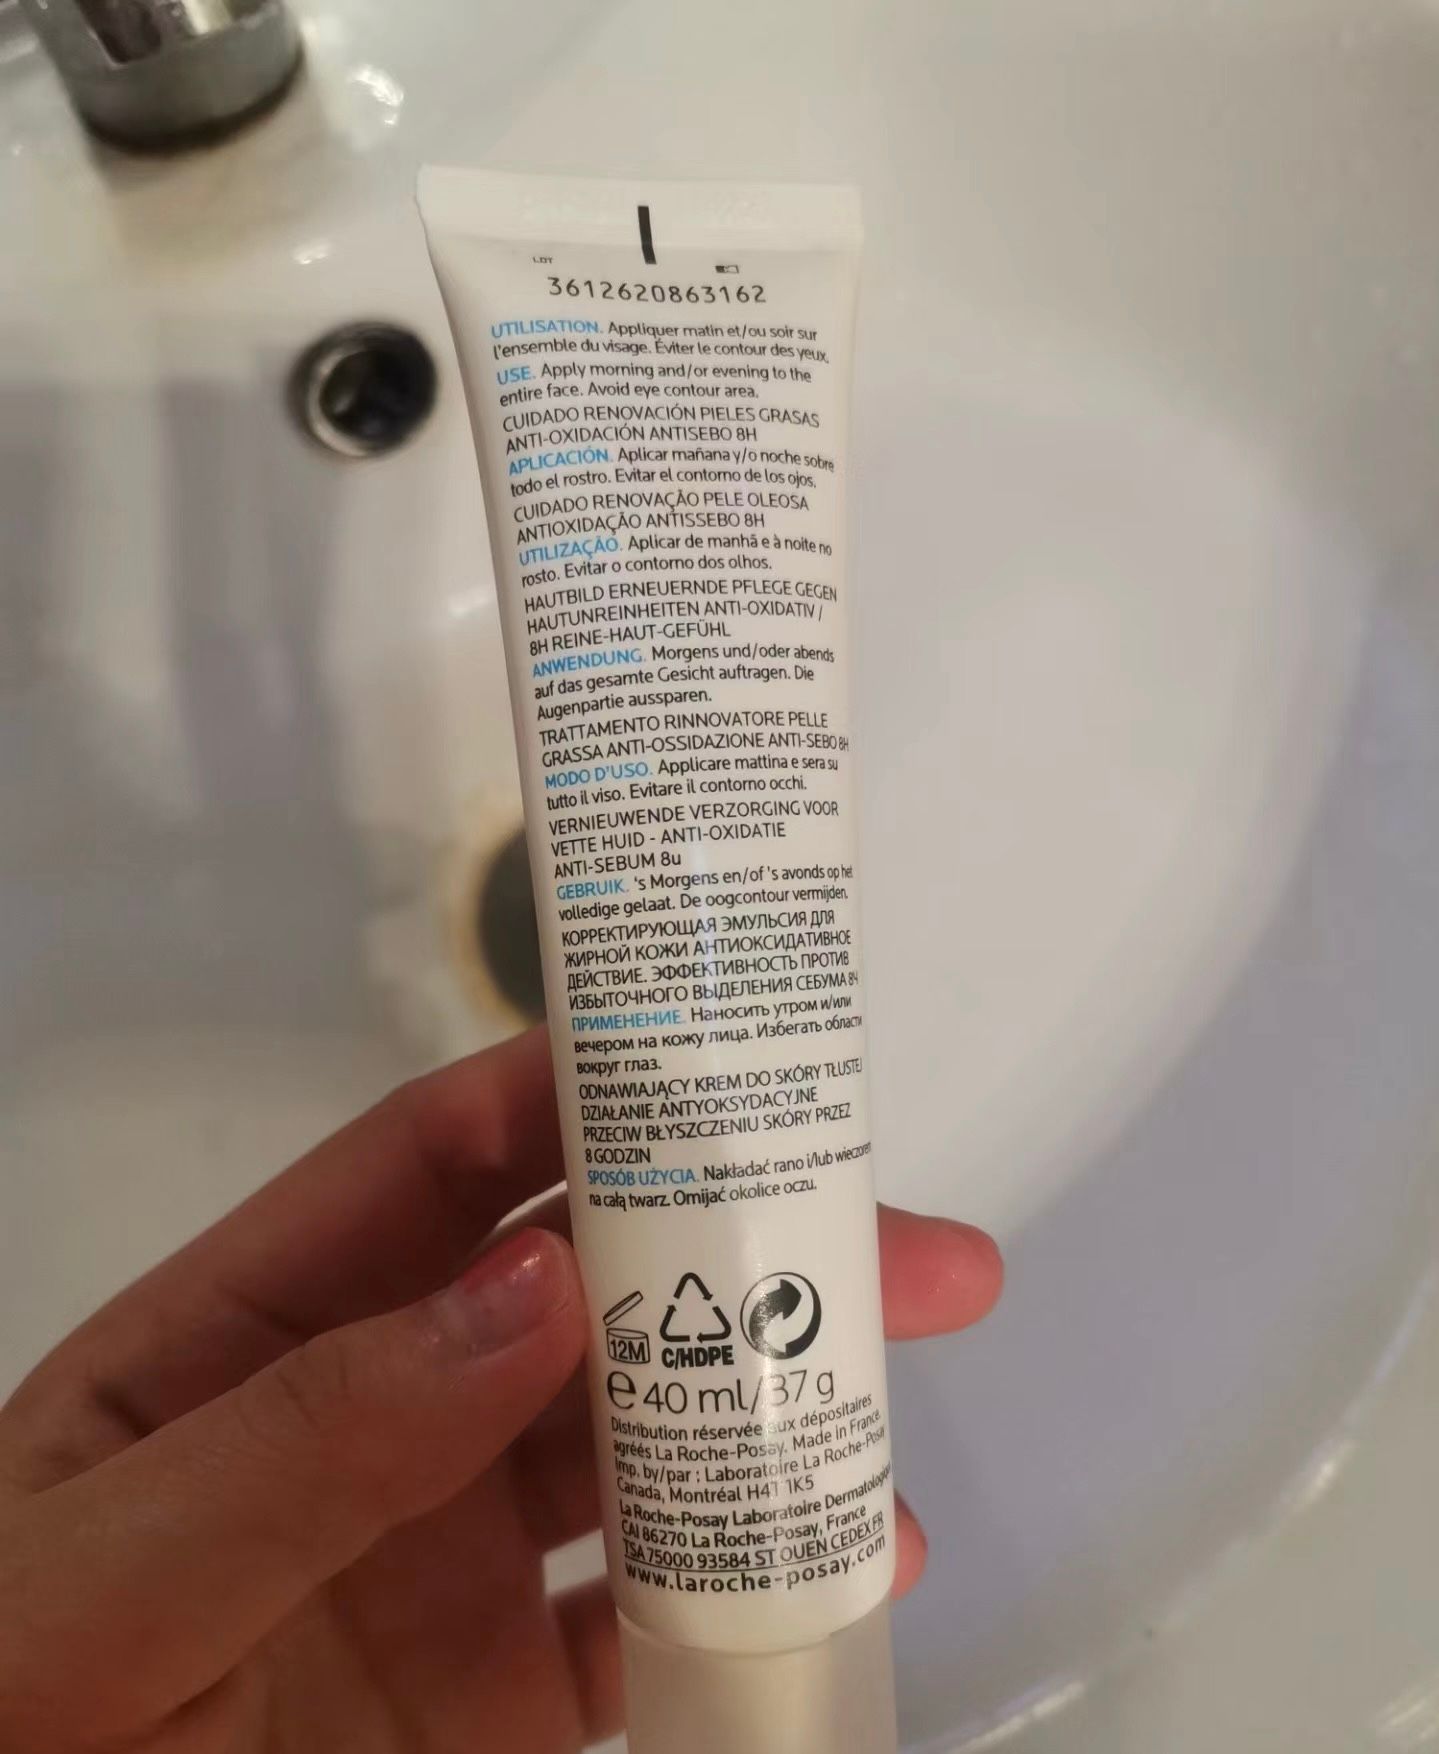 LOT
3612620863162
UTILISATION. Appliquer matin et/ou soir sur
l'ensemble du visage. Éviter le contour des yeux.
USE. Apply morning and/or evening to the
entire face. Avoid eye contour area.
CUIDADO RENOVACIÓN PIELES GRASAS
ANTI-OXIDACIÓN ANTISEBO 8H
APLICACIÓN. Aplicar mañana y/o noche sobre
todo el rostro. Evitar el contorno de los ojos.
CUIDADO RENOVAÇÃO PELE OLEOSA
ANTIOXIDAÇÃO ANTISSEBO 8H
UTILIZAÇÃO. Aplicar de manhã e à noite no
rosto. Evitar o contorno dos olhos.
HAUTBILD ERNEUERNDE PFLEGE GEGEN
HAUTUNREINHEITEN ANTI-OXIDATIV /
8H REINE-HAUT-GEFÜHL
ANWENDUNG. Morgens und/oder abends
auf das gesamte Gesicht auftragen. Die
Augenpartie aussparen.
TRATTAMENTO RINNOVATORE PELLE
GRASSA ANTI-OSSIDAZIONE ANTI-SEBO 8H
MODO D'USO. Applicare mattina e sera su
tutto il viso. Evitare il contorno occhi.
VERNIEUWENDE VERZORGING VOOR
VETTE HUID - ANTI-OXIDATIE
ANTI-SEBUM 8u
GEBRUIK. 's Morgens en/of 's avonds op het
volledige gelaat. De oogcontour vermijden.
КОРРЕКТИРУЮЩАЯ ЭМУЛЬСИЯ ДЛЯ
ЖИРНОЙ КОЖИ АНТИОКСИДАТИВНОЕ
ДЕЙСТВИЕ. ЭФФЕКТИВНОСТЬ ПРОТИВ
ИЗБЫТОЧНОГО ВЫДЕЛЕНИЯ СЕБУМА 8Ч
ПРИМЕНЕНИЕ. Наносить утром и/или
вечером на кожу лица. Избегать области
вокруг глаз.
ODNAWIAJĄCY KREM DO SKÓRY TŁUSTEJ
DZIAŁANIE ANTYOKSYDACYJNE
PRZECIW BŁYSZCZENIU SKÓRY PRZEZ
8 GODZIN
SPOSÓB UŻYCIA. Nakładać rano i/lub wieczorem
na całą twarz. Omijać okolice oczu.
12M
C/HDPE
e 40 ml/37 g
Distribution réservée aux dépositaires
agréés La Roche-Posay. Made in France.
Imp. by/par : Laboratoire La Roche-Posay
Canada, Montréal H4T 1K5
La Roche-Posay Laboratoire Dermatologique
CAI 86270 La Roche-Posay, France
TSA 75000 93584 ST OUEN CEDEX FR
www.laroche-posay.com